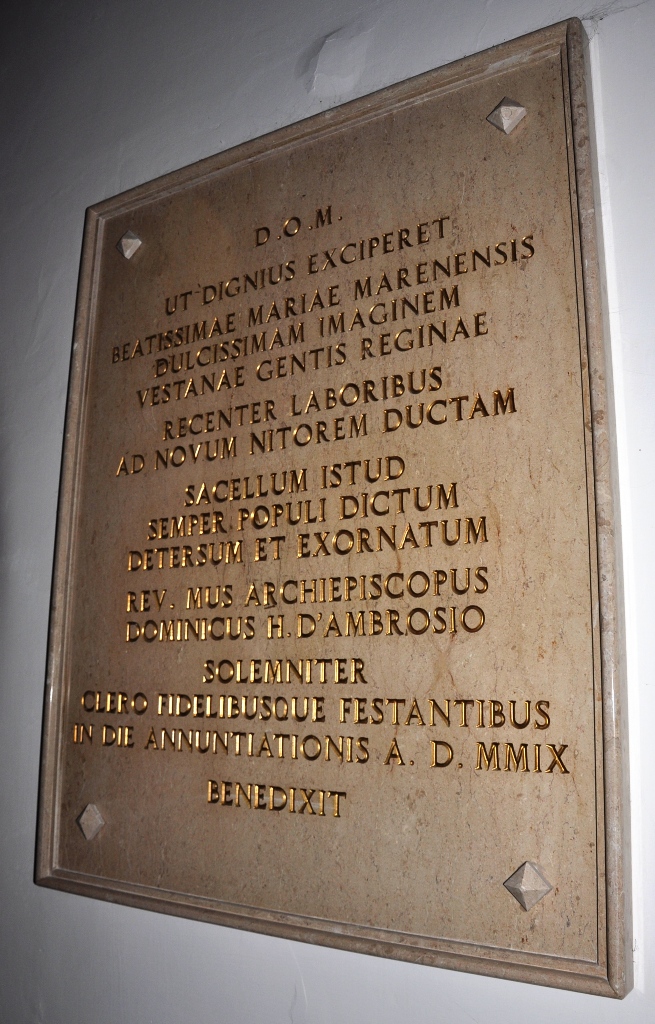 D.O.M.
UT DIGNIUS EXCIPERET
BEATISSIMAE MARIAE MARENENSIS
DULCISSIMAM IMAGINEM
VESTANAE GENTIS REGINAE
RECENTER LABORIBUS
AD NOVUM NITOREM DUCTAM
SACELLUM ISTUD
SEMPER POPULI DICTUM
DETERSUM ET EXORNATUM
REV. MUS ARCHIEPISCOPUS
DOMINICUS H. D'AMBROSIO
SOLEMNITER
CLERO FIDELIBUSQUE FESTANTIBUS
IN DIE ANNUNTIATIONIS A. D. MMIX
BENEDIXIT